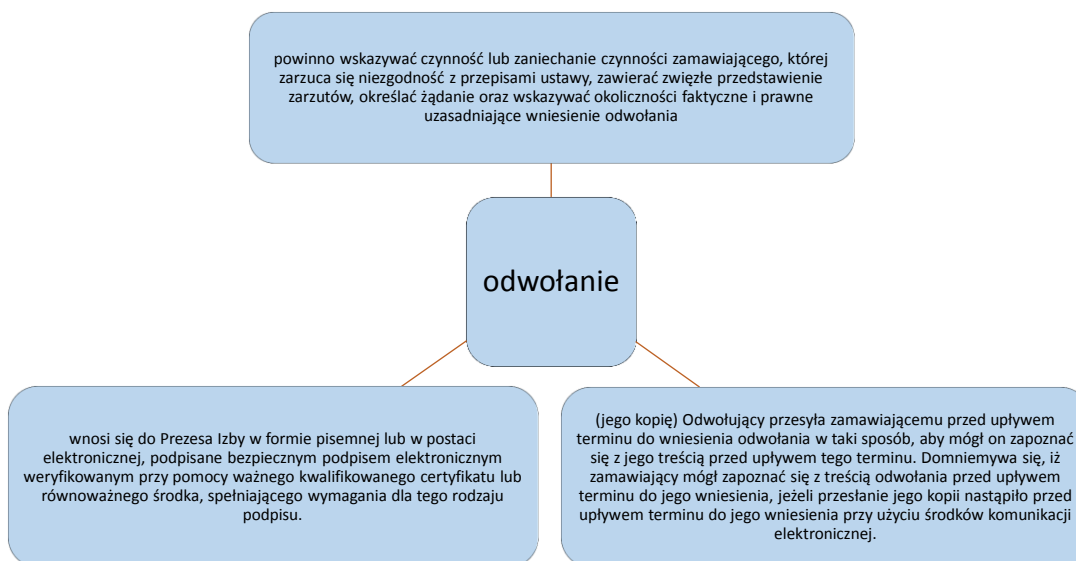 powinno wskazywać czynność lub zaniechanie czynności zamawiającego, której
zarzuca się niezgodność z przepisami ustawy, zawierać zwięzłe przedstawienie
zarzutów, określać żądanie oraz wskazywać okoliczności faktyczne i prawne
uzasadniające wniesienie odwołania
odwołanie
wnosi się do Prezesa Izby w formie pisemnej lub w postaci
elektronicznej, podpisane bezpiecznym podpisem elektronicznym
weryfikowanym przy pomocy ważnego kwalifikowanego certyfikatu lub
równoważnego środka, spełniającego wymagania dla tego rodzaju
podpisu.
(jego kopię) Odwołujący przesyła zamawiającemu przed upływem
terminu do wniesienia odwołania w taki sposób, aby mógł on zapoznać
się z jego treścią przed upływem tego terminu. Domniemywa się, iż
zamawiający mógł zapoznać się z treścią odwołania przed upływem
terminu do jego wniesienia, jeżeli przesłanie jego kopii nastąpiło przed
upływem terminu do jego wniesienia przy użyciu środków komunikacji
elektronicznej.